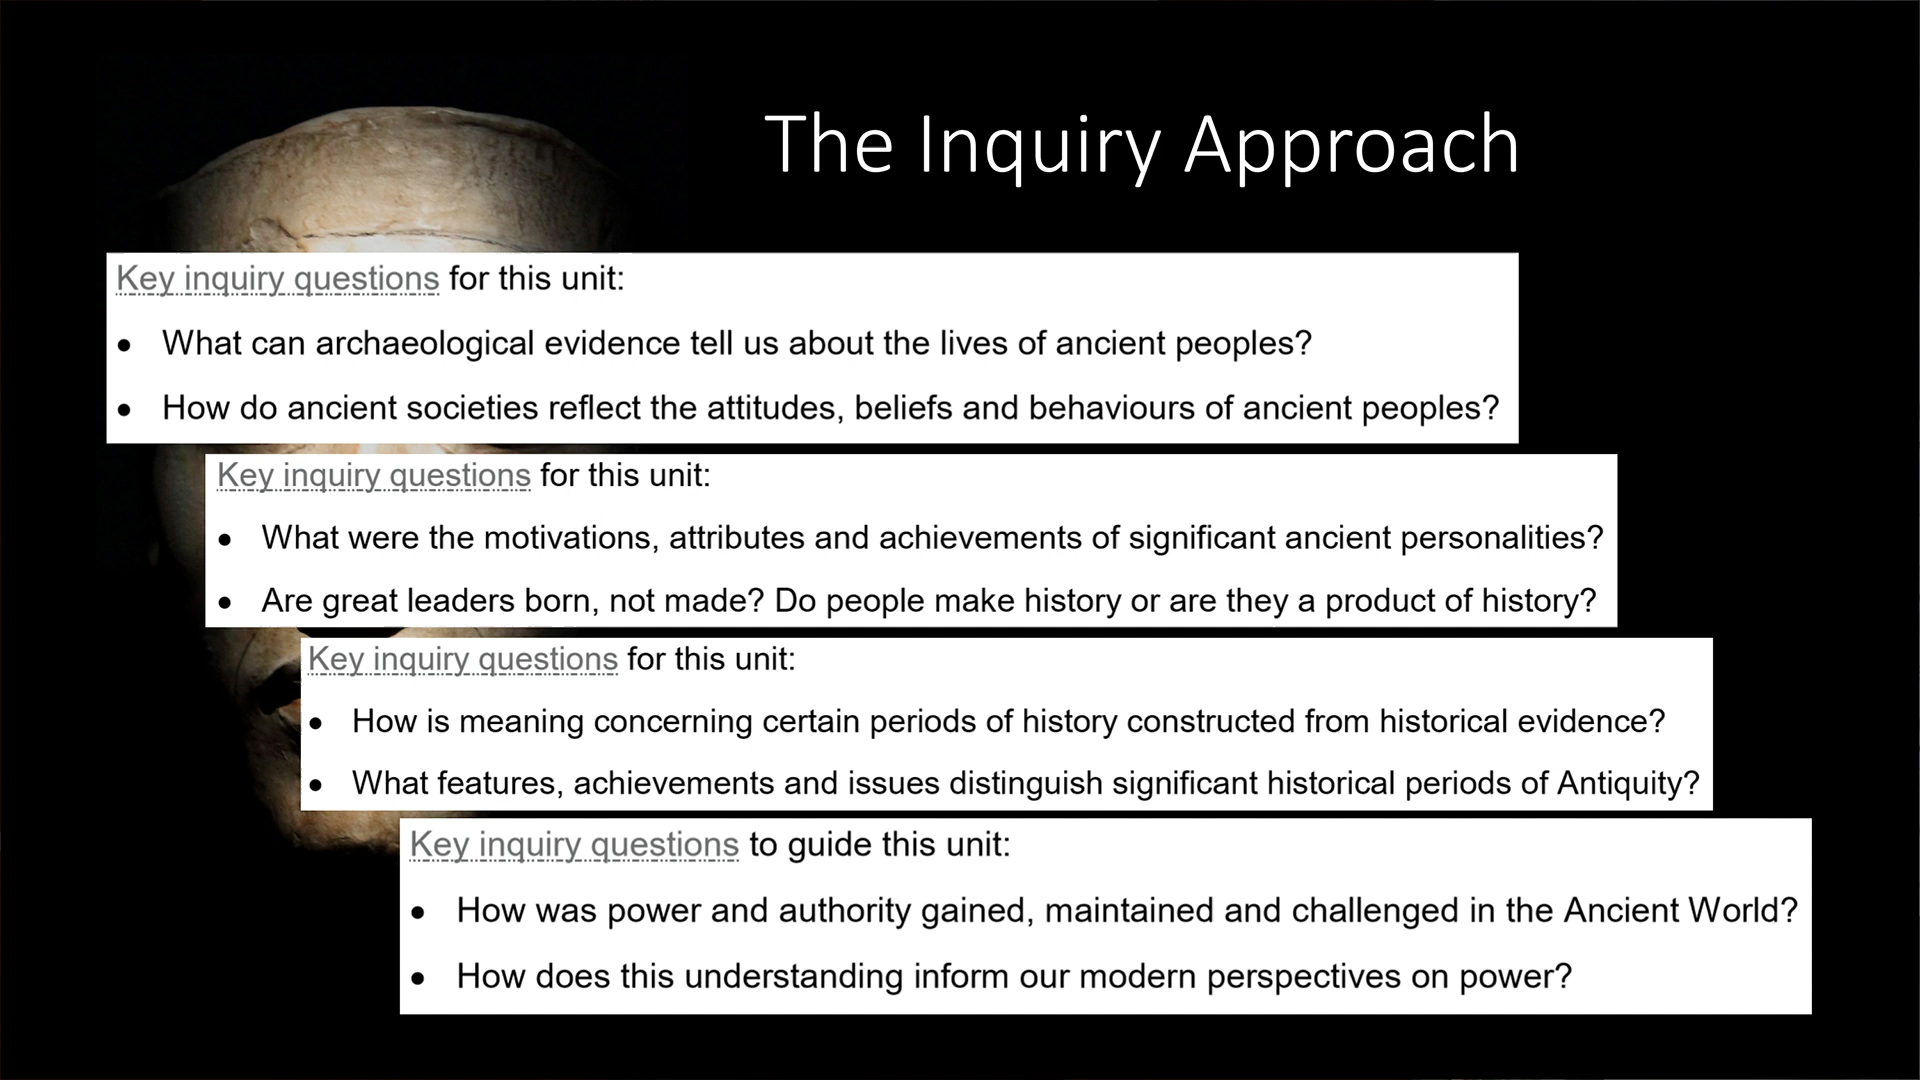 The Inquiry Approach
Key inquiry questions for this unit:
• What can archaeological evidence tell us about the lives of ancient peoples?
• How do ancient societies reflect the attitudes, beliefs and behaviours of ancient peoples?
Key inquiry questions for this unit:
• What were the motivations, attributes and achievements of significant ancient personalities?
• Are great leaders born, not made? Do people make history or are they a product of history?
Key inquiry questions for this unit:
• How is meaning concerning certain periods of history constructed from historical evidence?
• What features, achievements and issues distinguish significant historical periods of Antiquity?
Key inquiry questions to guide this unit:
• How was power and authority gained, maintained and challenged in the Ancient World?
• How does this understanding inform our modern perspectives on power?